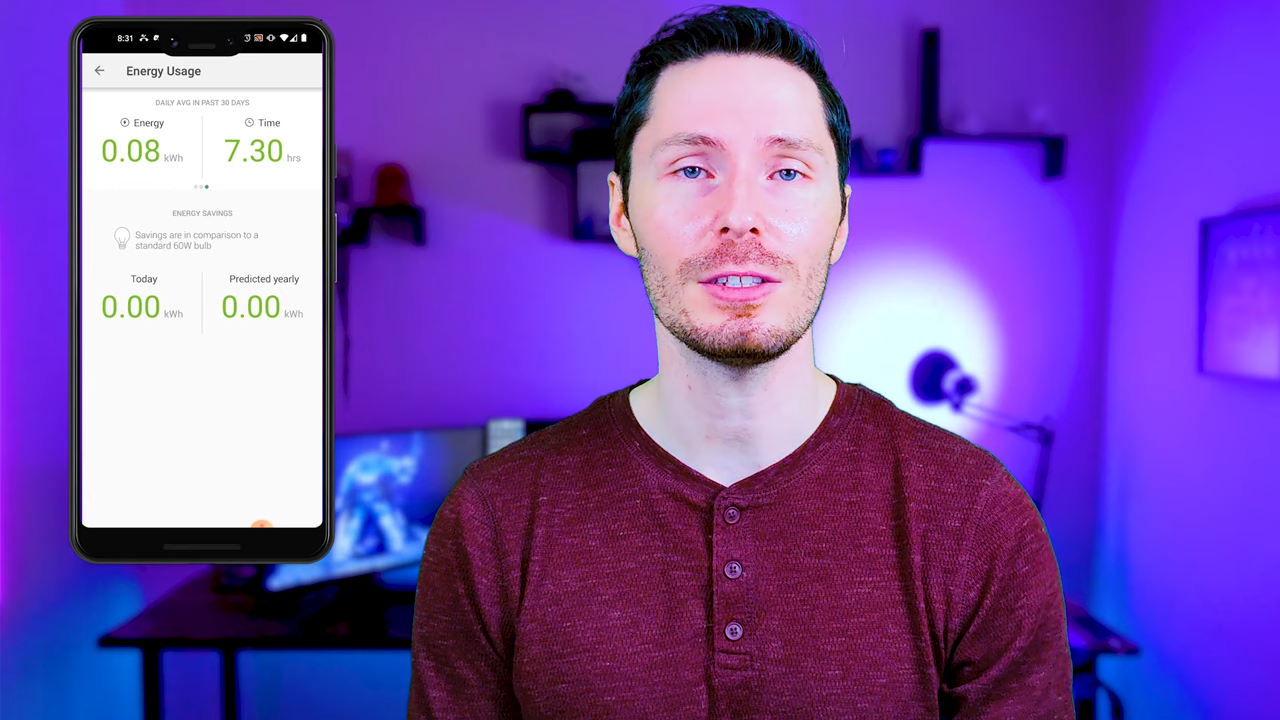 8:31
Energy Usage
DAILY AVG IN PAST 30 DAYS
Energy Time
0.08 kWh 7.30 hrs
ENERGY SAVINGS
Savings are in comparison to a
standard 60W bulb
Today Predicted yearly
0.00 kWh 0.00 kWh